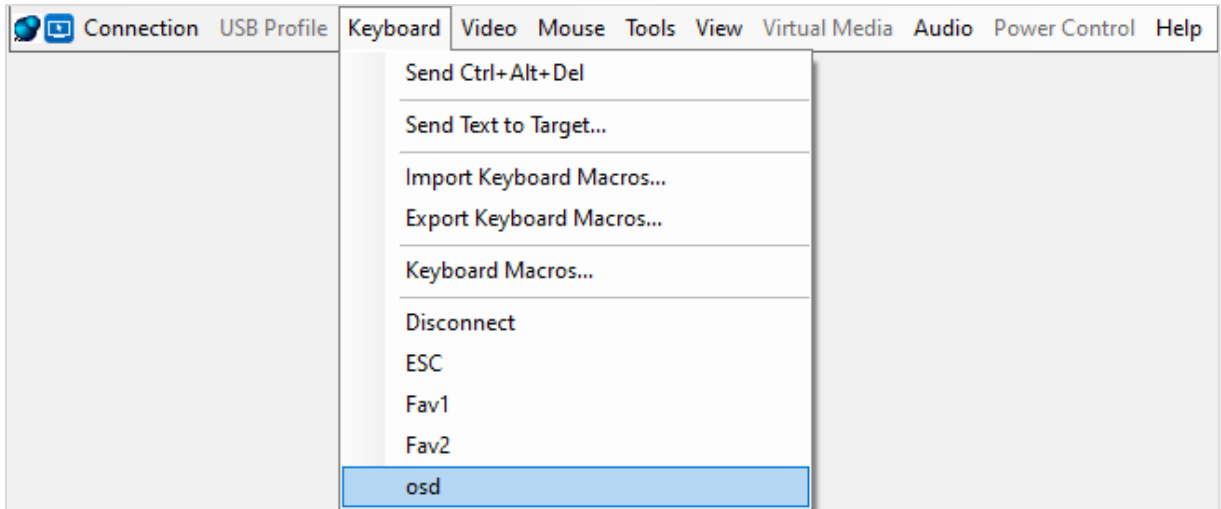 Connection USB Profile Keyboard Video Mouse Tools View Virtual Media Audio Power Control Help
Send Ctrl+Alt+Del
Send Text to Target...
Import Keyboard Macros...
Export Keyboard Macros...
Keyboard Macros...
Disconnect
ESC
Fav1
Fav2
osd